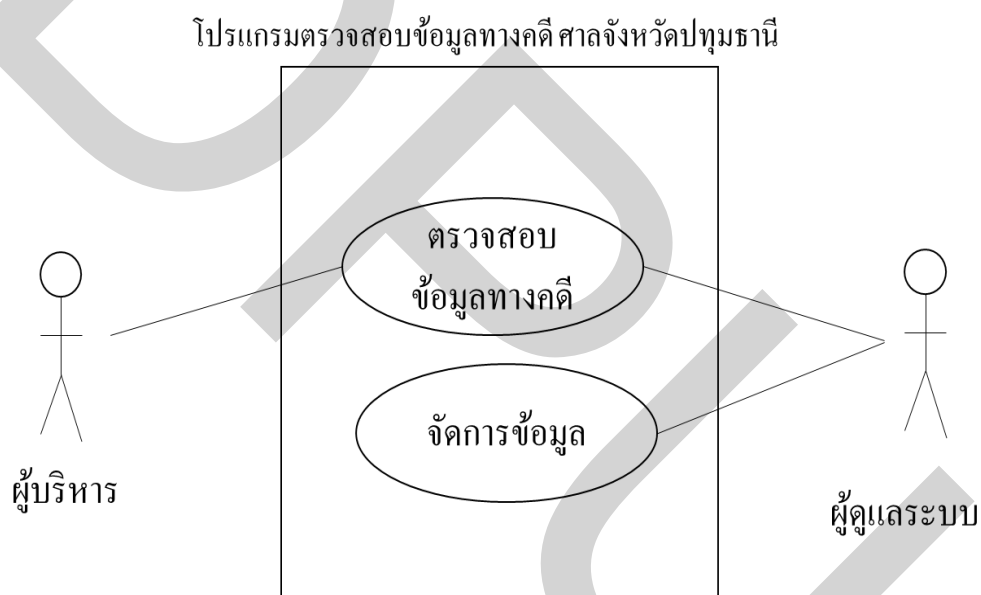 โปรแกรมตรวจสอบข้อมูลทางคดี ศาลจังหวัดปทุมธานี
ตรวจสอบ
ข้อมูลทางคดี
จัดการข้อมูล
ผู้บริหาร
ผู้ดูแลระบบ
DPU